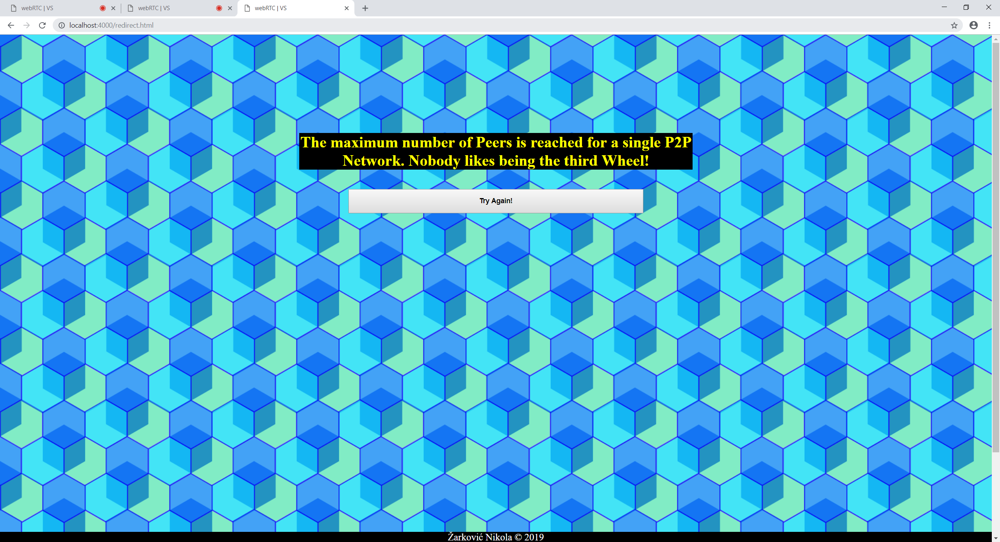 webRTC | VS
webRTC | VS
webRTC | VS
localhost:4000/redirect.html
The maximum number of Peers is reached for a single P2P
Network. Nobody likes being the third Wheel!
Try Again!
Žarković Nikola © 2019